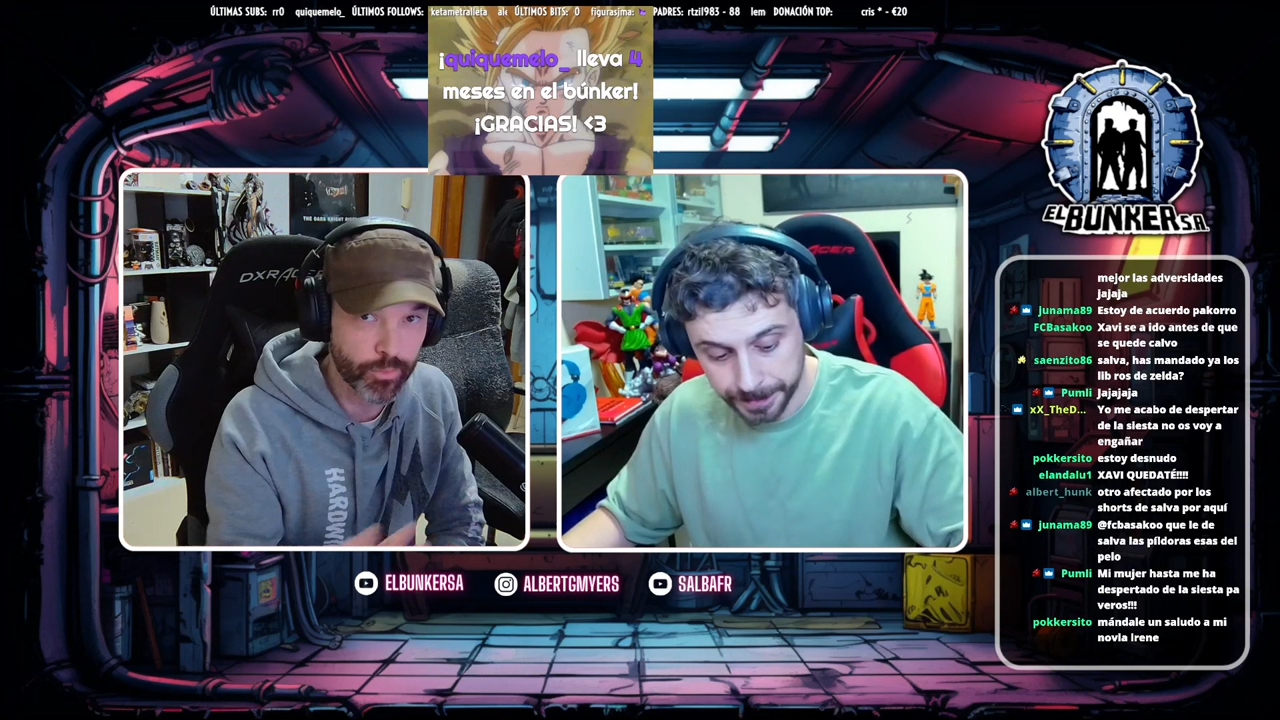 ÚLTIMAS SUBS: rr0 quiquemelo_ ÚLTIMOS FOLLOWS: ketametralleta ÚLTIMOS BITS: 0 figurasjma: PADRES: rtzil983 - 88 lem DONACIÓN TOP: cris * - €20
¡quiquemelo_ lleva 4
meses en el búnker!
¡GRACIAS! <3
THE DARK KNIGHT
DXRACER
HARDWI
EL BUNKER S.A.
mejor las adversidades
jajaja
junama89 Estoy de acuerdo pakorro
FCBasakoo Xavi se a ido antes de que
se quede calvo
saenzito86 salva, has mandado ya los
lib ros de zelda?
Pumli Jajajaja
xX_TheD... Yo me acabo de despertar
de la siesta no os voy a
engañar
pokkersito estoy desnudo
elandalu1 XAVI QUEDATÉ!!!!
albert_hunk otro afectado por los
shorts de salva por aquí
junama89 @fcbasakoo que le de
salva las píldoras esas del
pelo
Pumli Mi mujer hasta me ha
despertado de la siesta pa
veros!!!
pokkersito mándale un saludo a mi
novia Irene
ELBUNKERSA
ALBERTGMYERS
SALBAFR